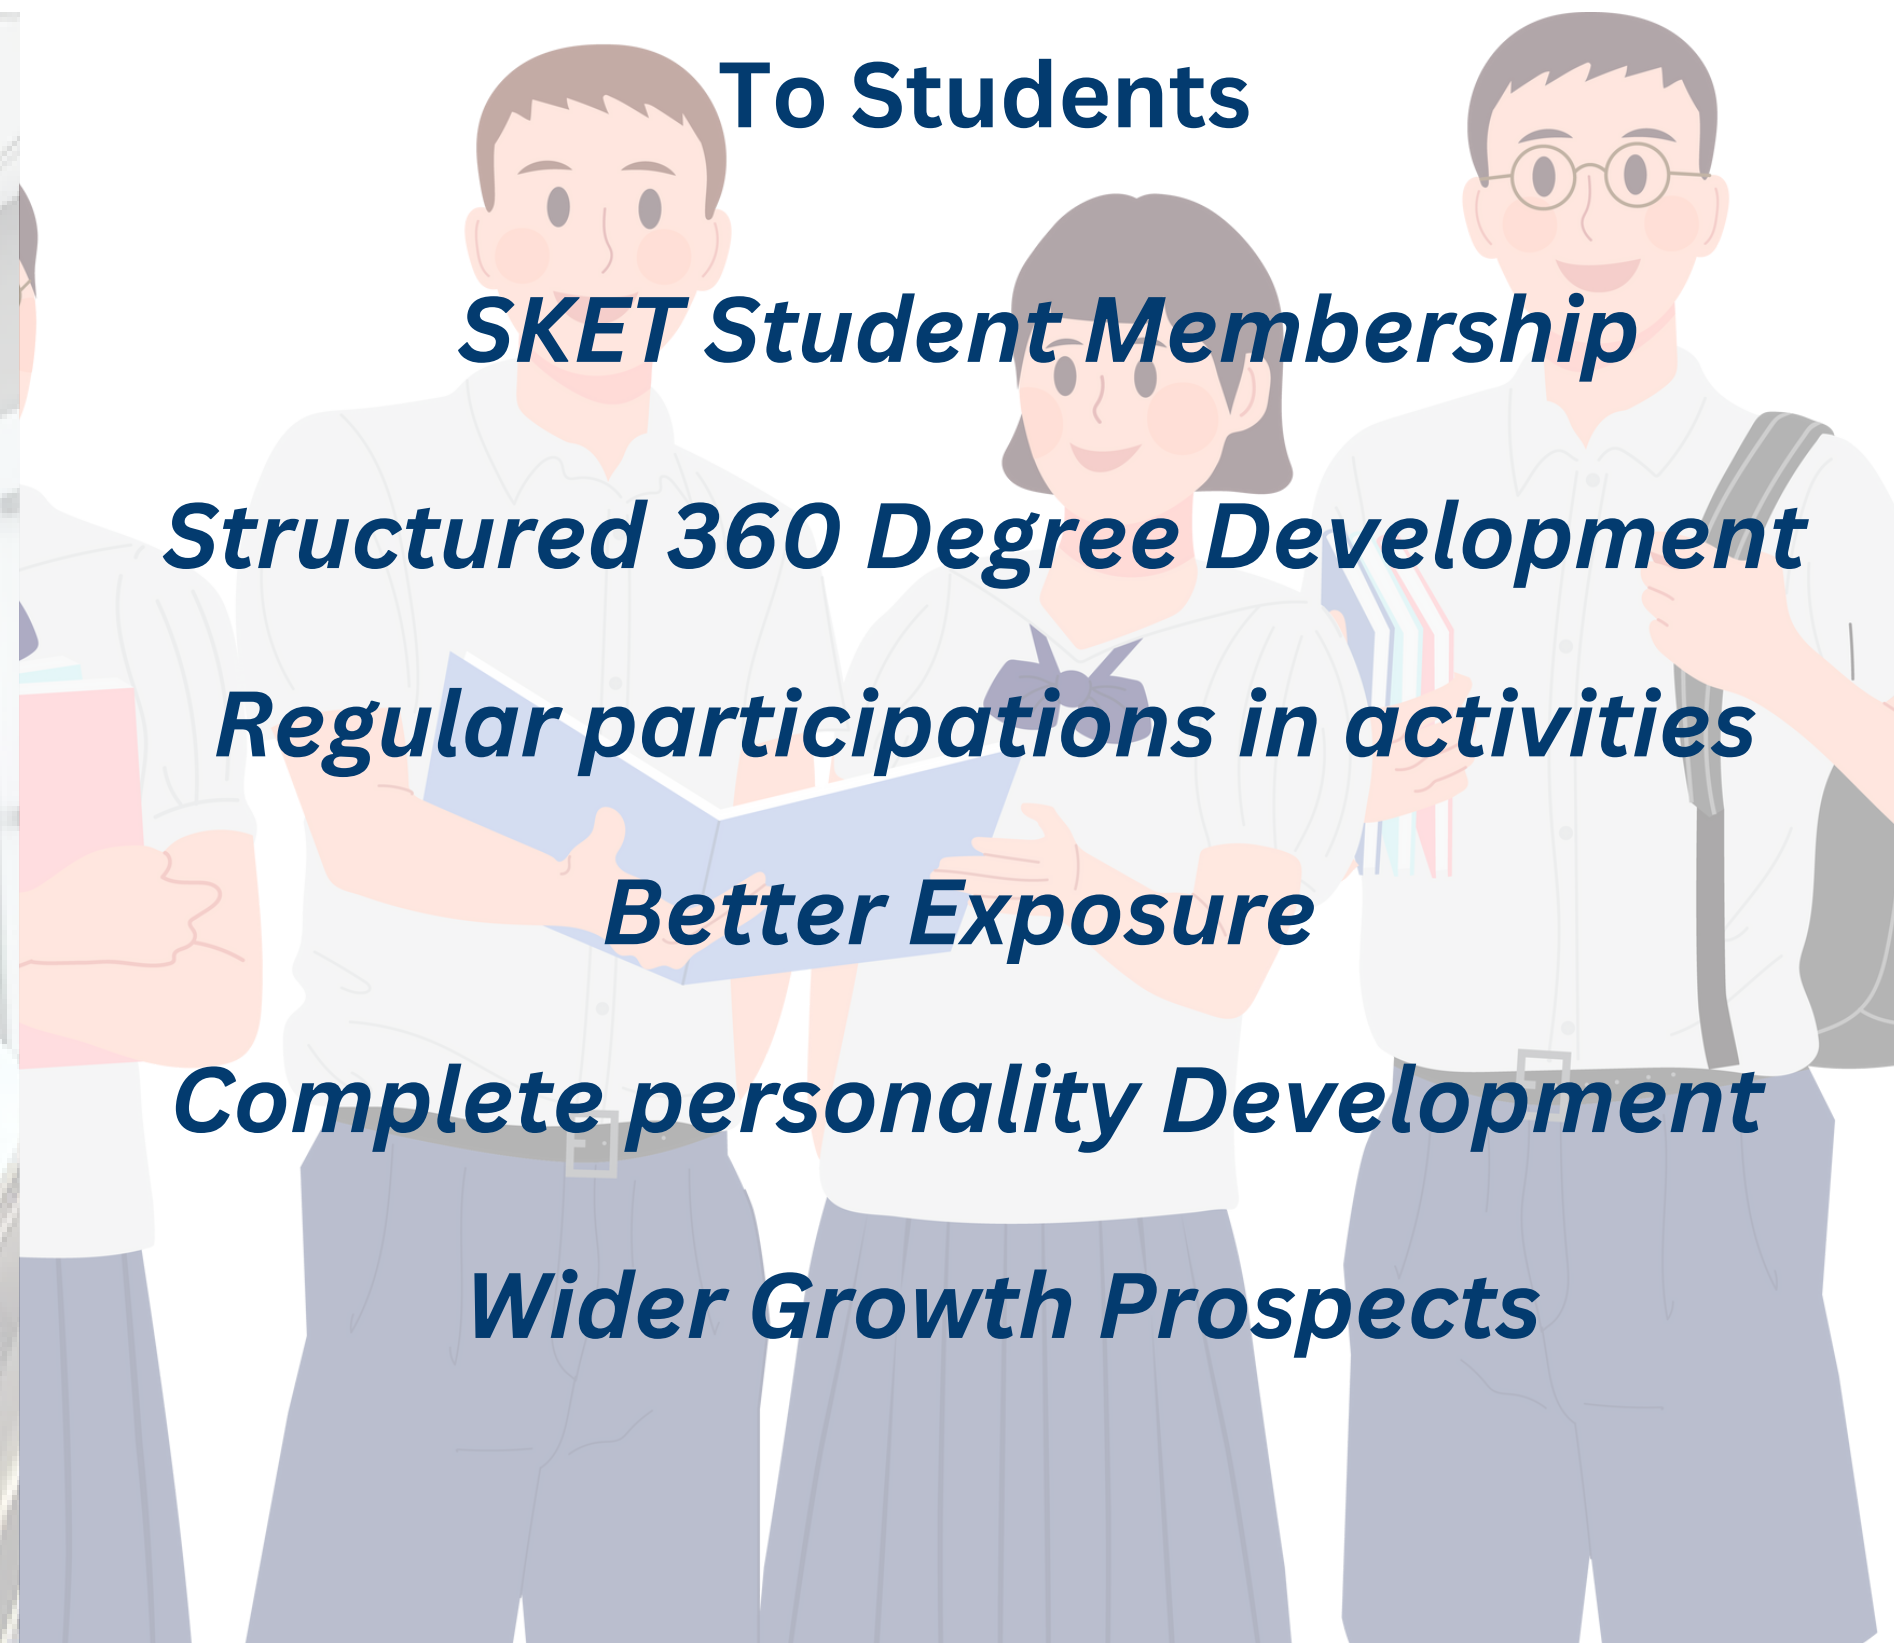 To Students
SKET Student Membership
Structured 360 Degree Development
Regular participations in activities
Better Exposure
Complete personality Development
Wider Growth Prospects